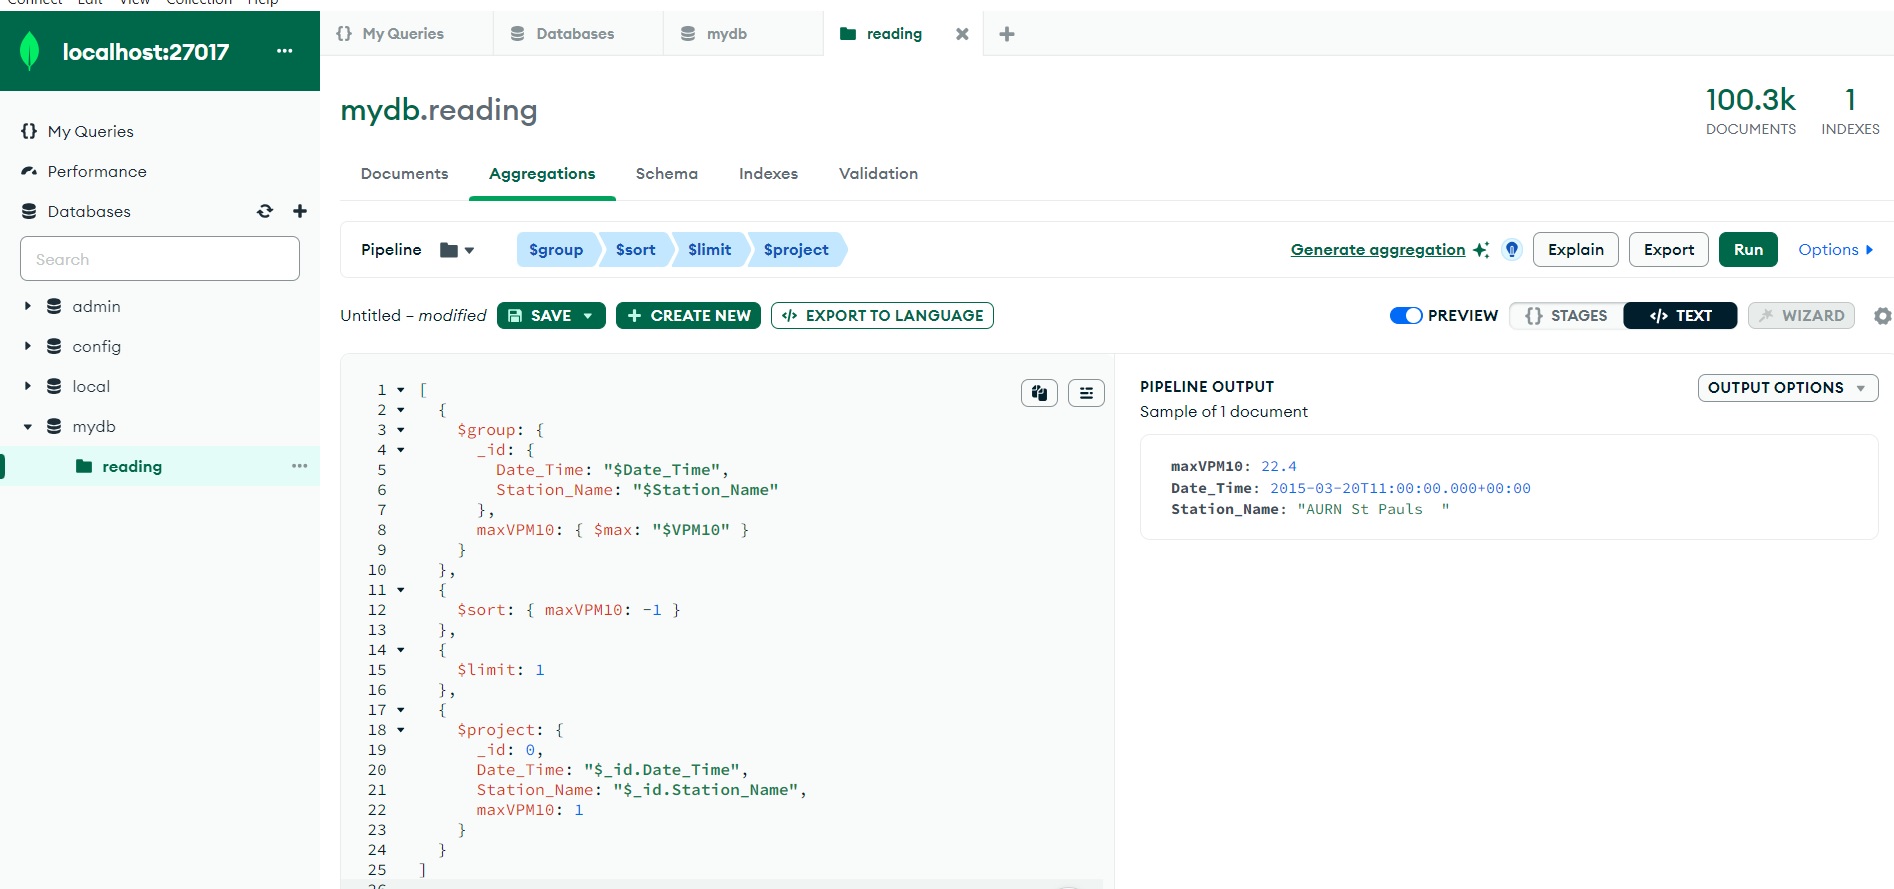 Connect Edit View Collection Help
localhost:27017 ...
My Queries
Databases
mydb
reading
mydb.reading
100.3k
DOCUMENTS
1
INDEXES
{} My Queries
Performance
Databases
Search
admin
config
local
mydb
reading
Documents
Aggregations
Schema
Indexes
Validation
Pipeline
$group
$sort
$limit
$project
Generate aggregation
Explain
Export
Run
Options
Untitled – modified
SAVE
+ CREATE NEW
</> EXPORT TO LANGUAGE
PREVIEW
{} STAGES
</> TEXT
WIZARD
1 [
2 {
3 $group: {
4 _id: {
5 Date_Time: "$Date_Time",
6 Station_Name: "$Station_Name"
7 },
8 maxVPM10: { $max: "$VPM10" }
9 }
10 },
11 {
12 $sort: { maxVPM10: -1 }
13 },
14 {
15 $limit: 1
16 },
17 {
18 $project: {
19 _id: 0,
20 Date_Time: "$_id.Date_Time",
21 Station_Name: "$_id.Station_Name",
22 maxVPM10: 1
23 }
24 }
25 ]
26
PIPELINE OUTPUT
Sample of 1 document
OUTPUT OPTIONS
maxVPM10: 22.4
Date_Time: 2015-03-20T11:00:00.000+00:00
Station_Name: "AURN St Pauls  "